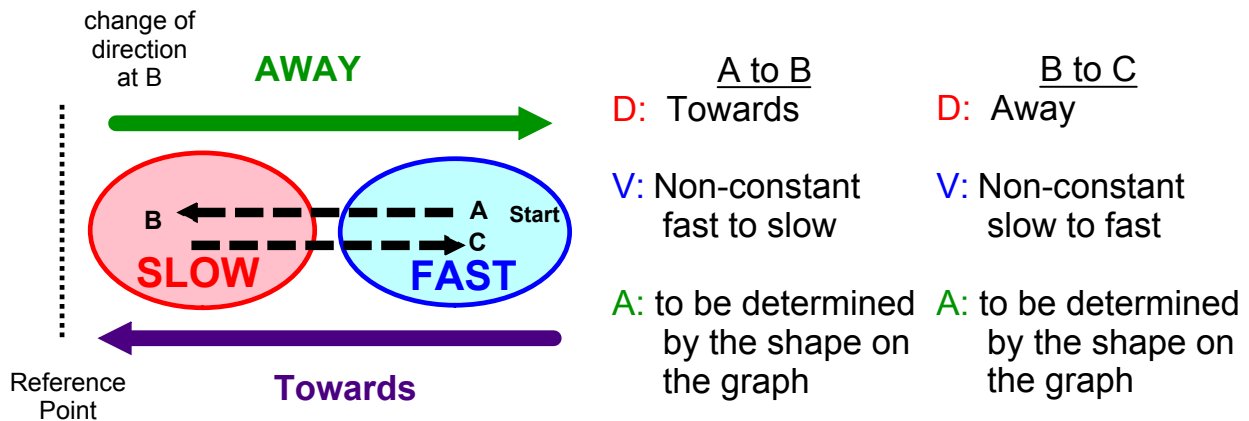 change of
direction
at B
AWAY
B
A
Start
C
SLOW
FAST
Towards
Reference
Point
A to B
D: Towards
V: Non-constant
fast to slow
A: to be determined
by the shape on
the graph
B to C
D: Away
V: Non-constant
slow to fast
A: to be determined
by the shape on
the graph